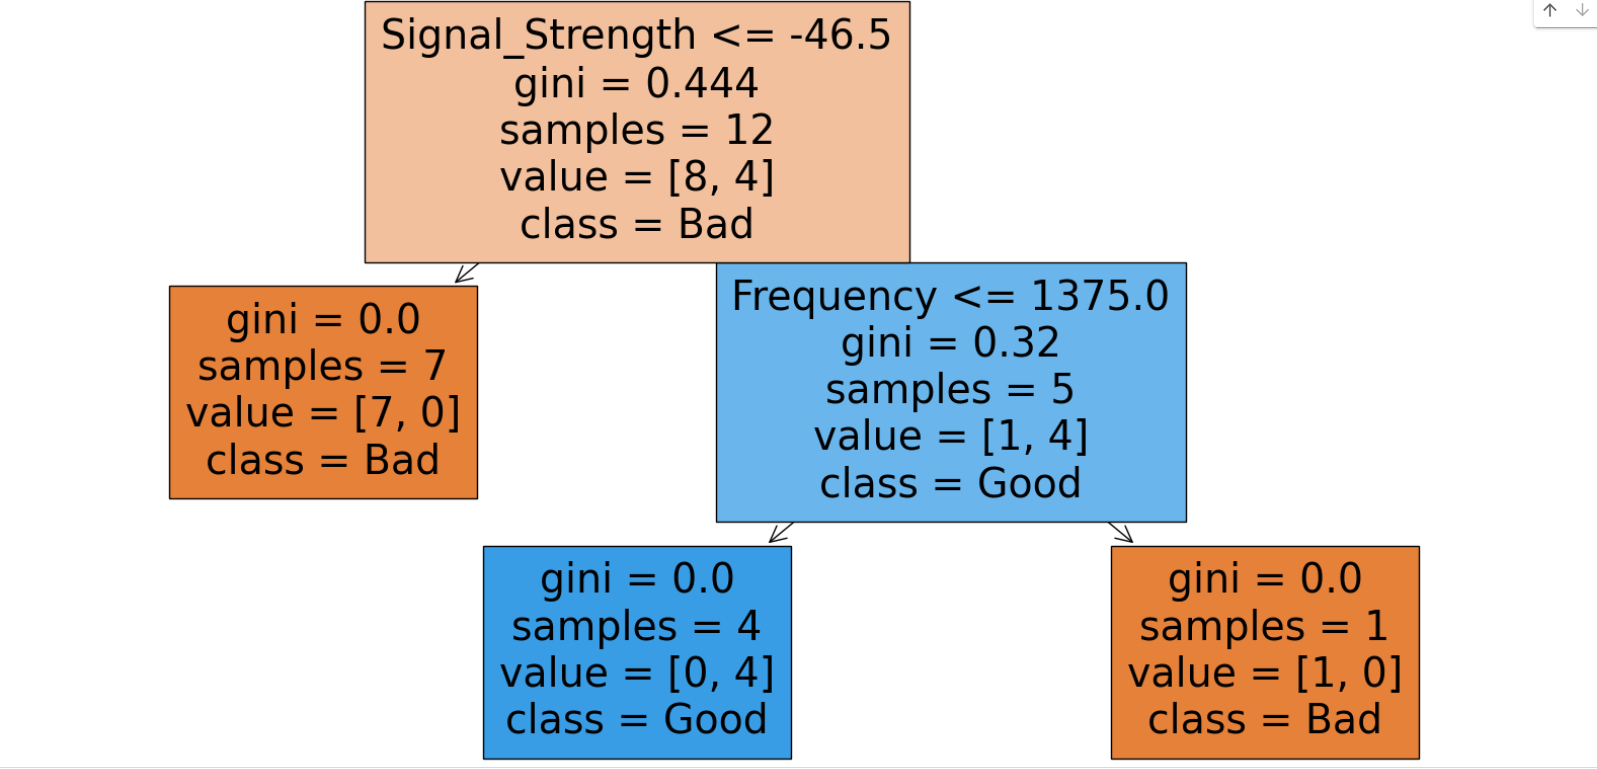 Signal_Strength <= -46.5
gini = 0.444
samples = 12
value = [8, 4]
class = Bad
gini = 0.0
samples = 7
value = [7, 0]
class = Bad
Frequency <= 1375.0
gini = 0.32
samples = 5
value = [1, 4]
class = Good
gini = 0.0
samples = 4
value = [0, 4]
class = Good
gini = 0.0
samples = 1
value = [1, 0]
class = Bad